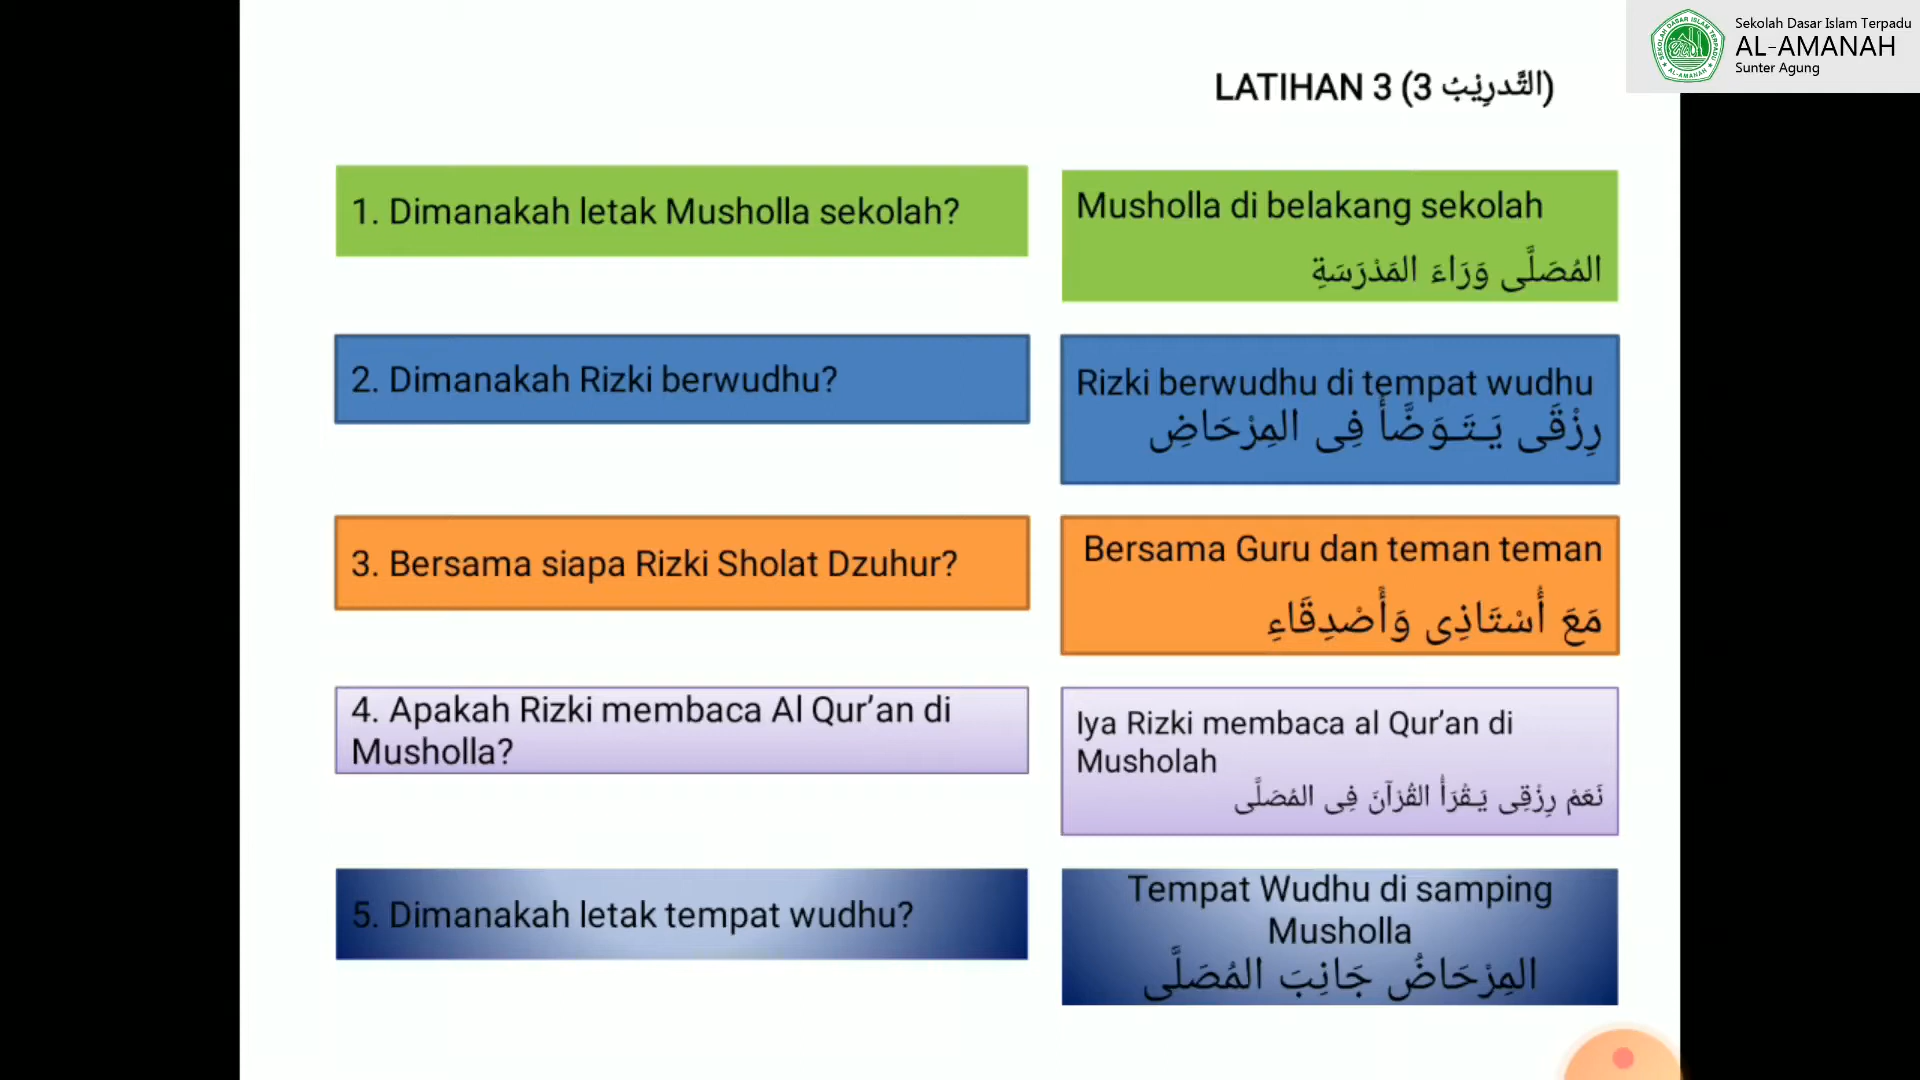 Sekolah Dasar Islam Terpadu
AL-AMANAH
Sunter Agung
LATIHAN 3 (التَّدرِيْبُ 3)
1. Dimanakah letak Musholla sekolah?
Musholla di belakang sekolah
المُصَلَّى وَرَاءَ المَدْرَسَةِ
2. Dimanakah Rizki berwudhu?
Rizki berwudhu di tempat wudhu
رِزْقَى يَـتَـوَضَّأُ فِى المِرْحَاضِ
3. Bersama siapa Rizki Sholat Dzuhur?
Bersama Guru dan teman teman
مَعَ أُسْتَاذِى وَأَصْدِقَاءِ
4. Apakah Rizki membaca Al Qur’an di
Musholla?
Iya Rizki membaca al Qur’an di
Musholah
نَعَمْ رِزْقِى يَـقْرَأُ القُرْآنَ فِى المُصَلَّى
5. Dimanakah letak tempat wudhu?
Tempat Wudhu di samping
Musholla
المِرْحَاضُ جَانِبَ المُصَلَّى